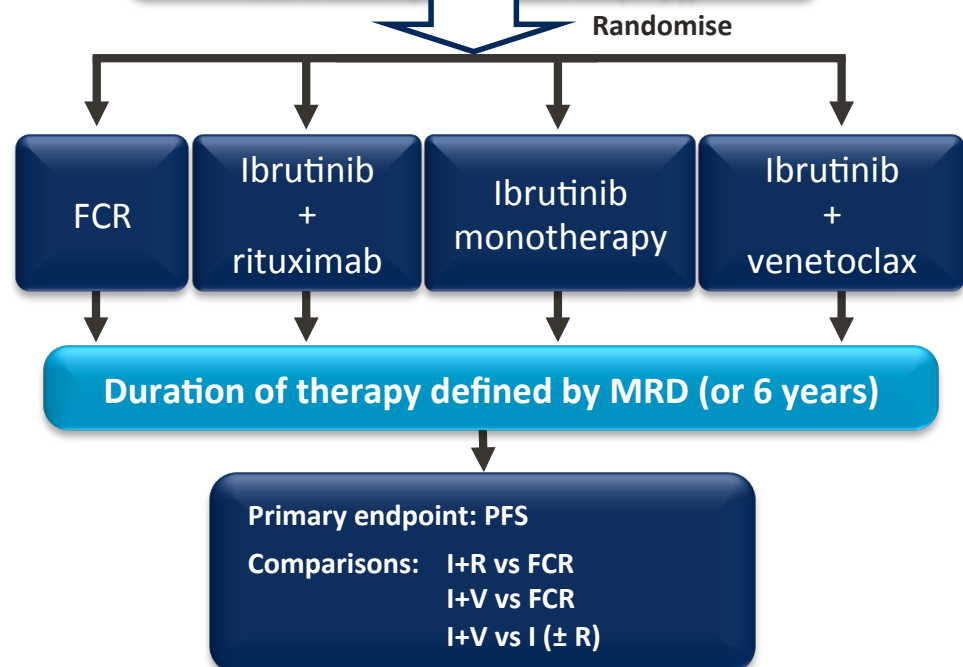 Randomise
FCR
Ibrutinib
+
rituximab
Ibrutinib
monotherapy
Ibrutinib
+
venetoclax
Duration of therapy defined by MRD (or 6 years)
Primary endpoint: PFS
Comparisons: I+R vs FCR
I+V vs FCR
I+V vs I (± R)